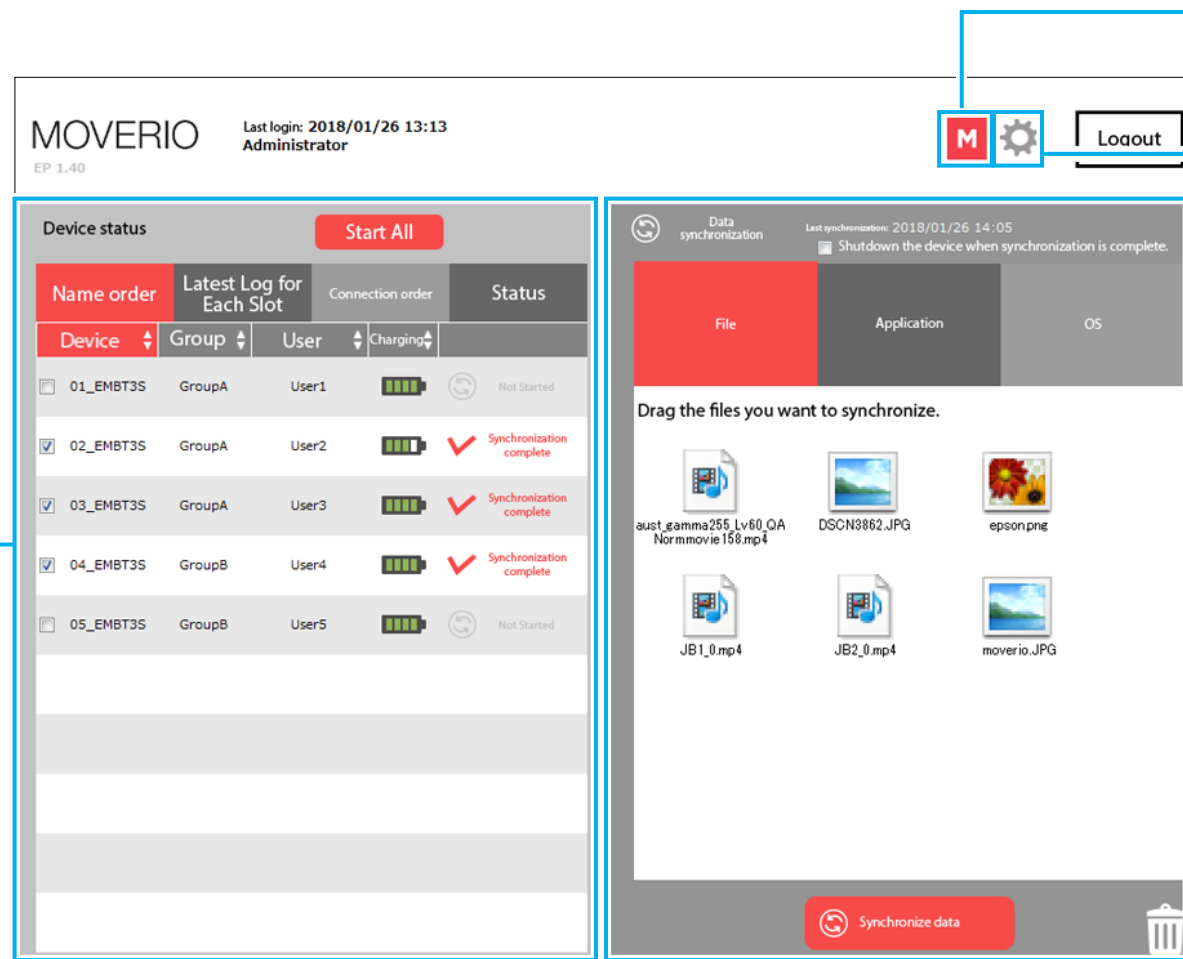 MOVERIO
EP 1.40
Last login: 2018/01/26 13:13
Administrator
M
Logout
Device status
Start All
Name order
Latest Log for
Each Slot
Connection order
Status
Device
Group
User
Charging
01_EMBT3S GroupA User1 Not Started
02_EMBT3S GroupA User2 Synchronization
complete
03_EMBT3S GroupA User3 Synchronization
complete
04_EMBT3S GroupB User4 Synchronization
complete
05_EMBT3S GroupB User5 Not Started
Data
synchronization
Last synchronization: 2018/01/26 14:05
Shutdown the device when synchronization is complete.
File
Application
OS
Drag the files you want to synchronize.
aust_gamma255_Lv60_QA
Normmovie158.mp4
DSCN3862.JPG
epson.png
JB1_0.mp4
JB2_0.mp4
moverio.JPG
Synchronize data